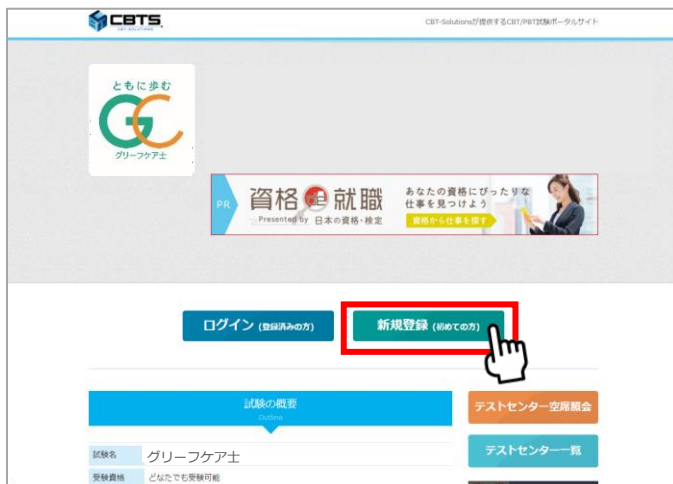 CBTS.
CBT-SOLUTIONS
CBT-Solutionsが提供するCBT/PBT試験ポータルサイト
ともに歩む
GC
グリーフケア士
PR
資格 de 就職
Presented by 日本の資格・検定
あなたの資格にぴったりな
仕事を見つけよう
資格から仕事を探す
ログイン (登録済みの方)
新規登録 (初めての方)
試験の概要
Outline
テストセンター空席照会
試験名 グリーフケア士
テストセンター一覧
受験資格 どなたでも受験可能